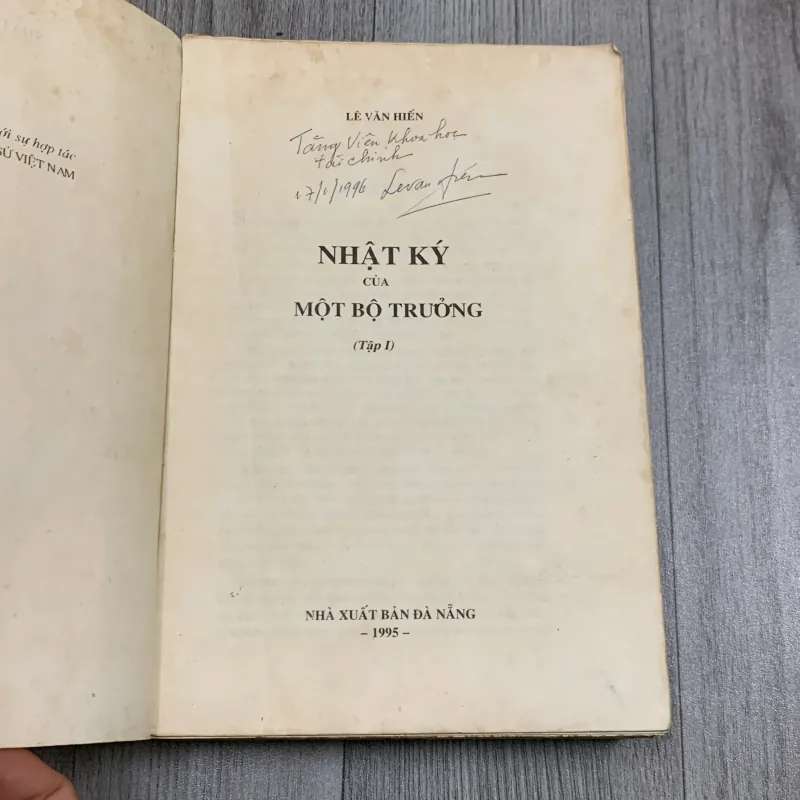 ới sự hợp tác
SỬ VIỆT NAM
LÊ VĂN HIẾN
Tặng Viện Khoa học
tài chính
17/1/1996 Levanhiến
NHẬT KÝ
CỦA
MỘT BỘ TRƯỞNG
(Tập I)
NHÀ XUẤT BẢN ĐÀ NẴNG
– 1995 –